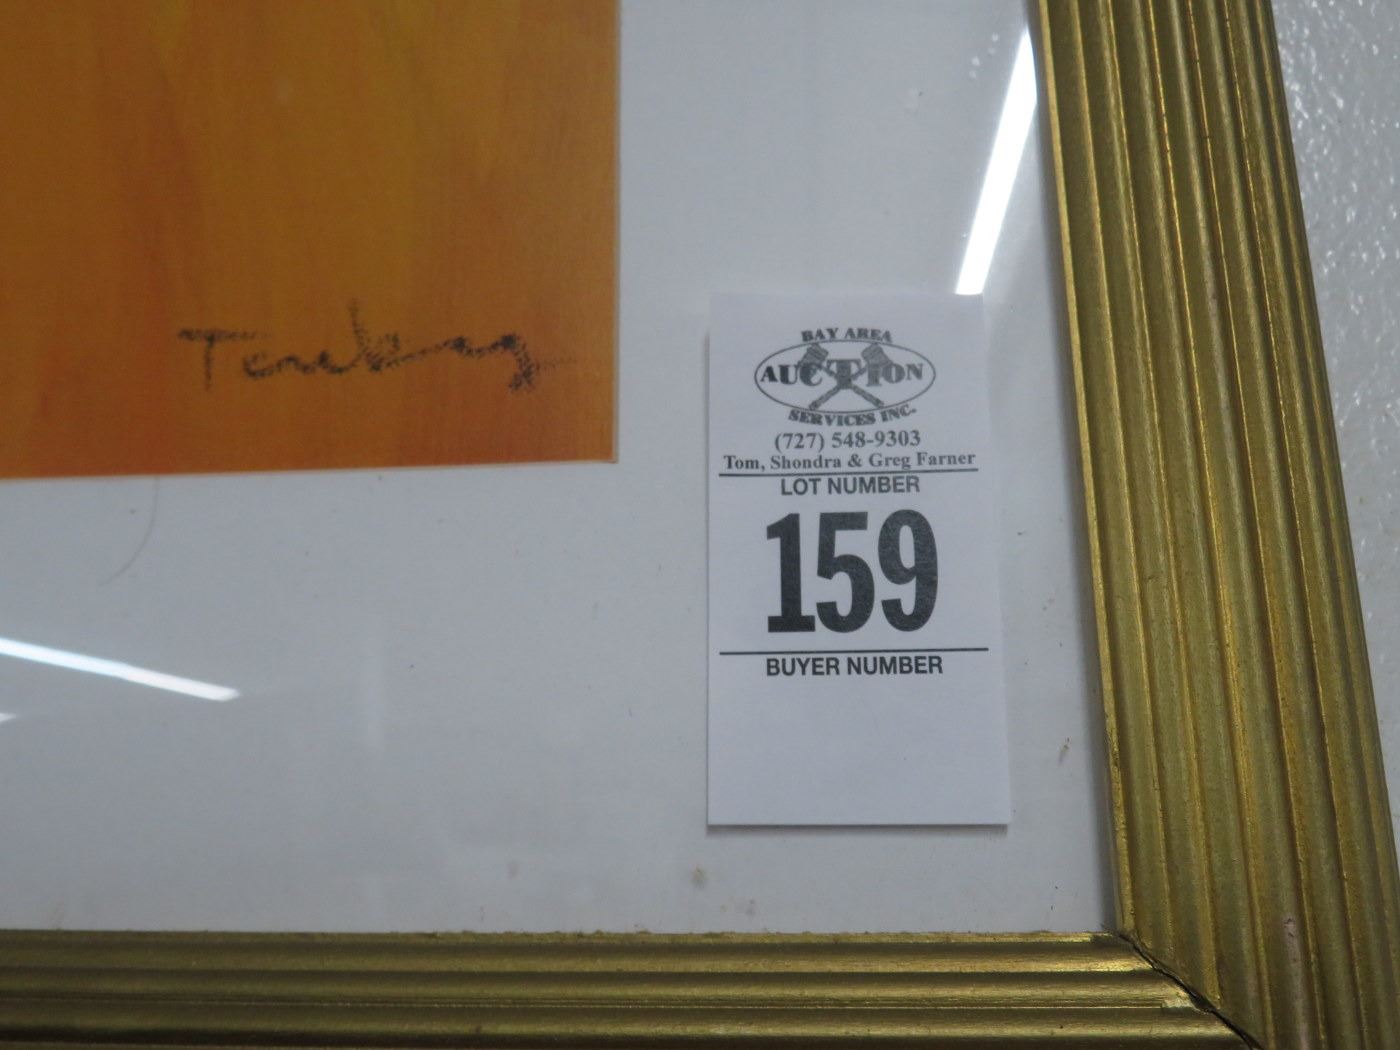 BAY AREA
AUCTION
SERVICES INC.
(727) 548-9303
Tom, Shondra & Greg Farner
LOT NUMBER
159
BUYER NUMBER